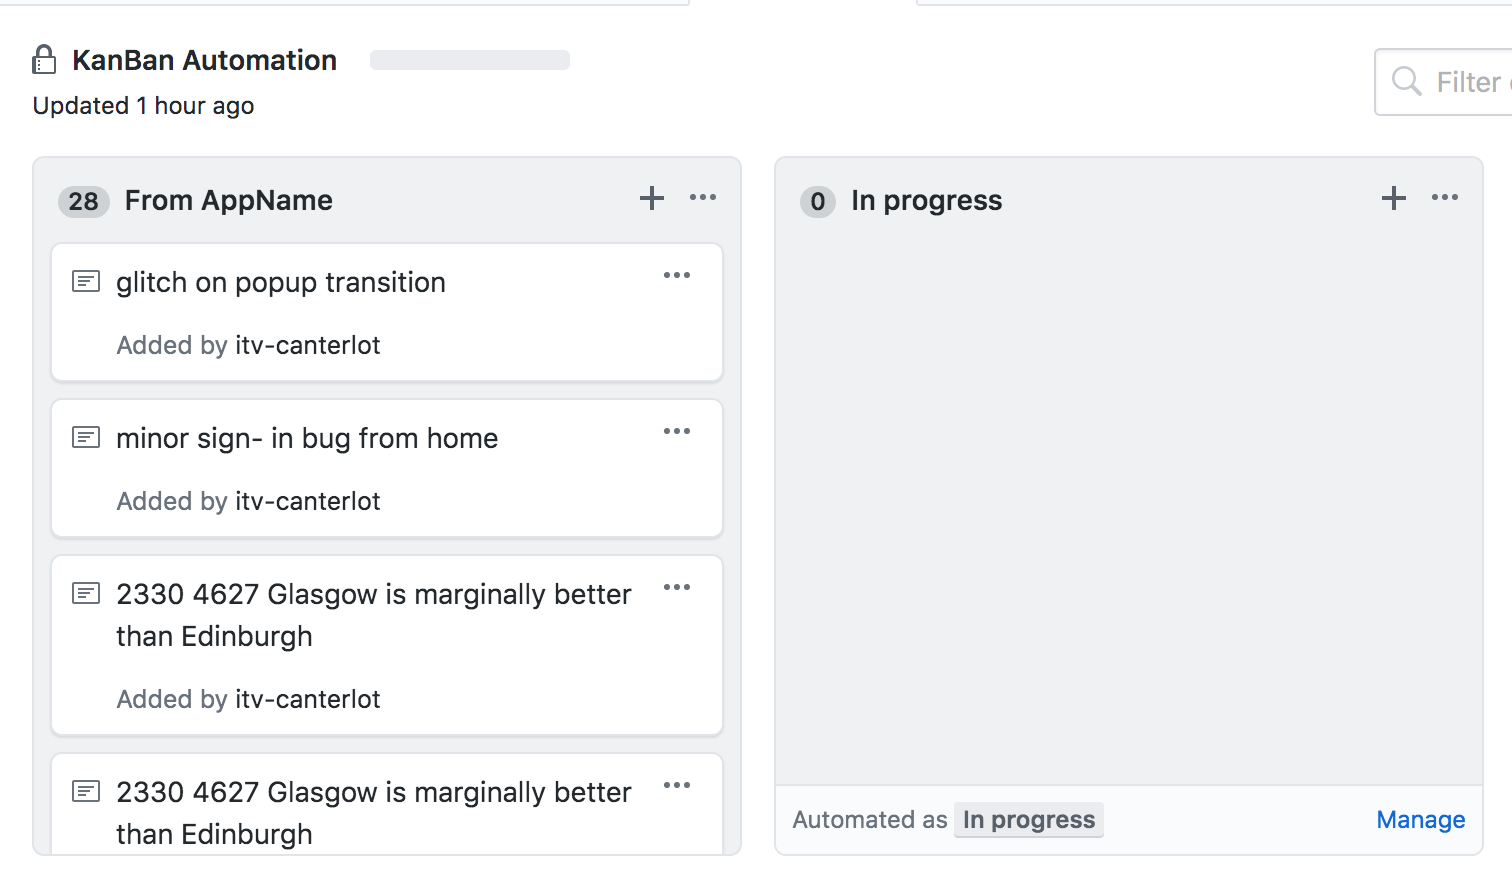 KanBan Automation
Updated 1 hour ago
Filter
28 From AppName
glitch on popup transition
Added by itv-canterlot
minor sign- in bug from home
Added by itv-canterlot
2330 4627 Glasgow is marginally better
than Edinburgh
Added by itv-canterlot
2330 4627 Glasgow is marginally better
than Edinburgh
0 In progress
Automated as In progress
Manage